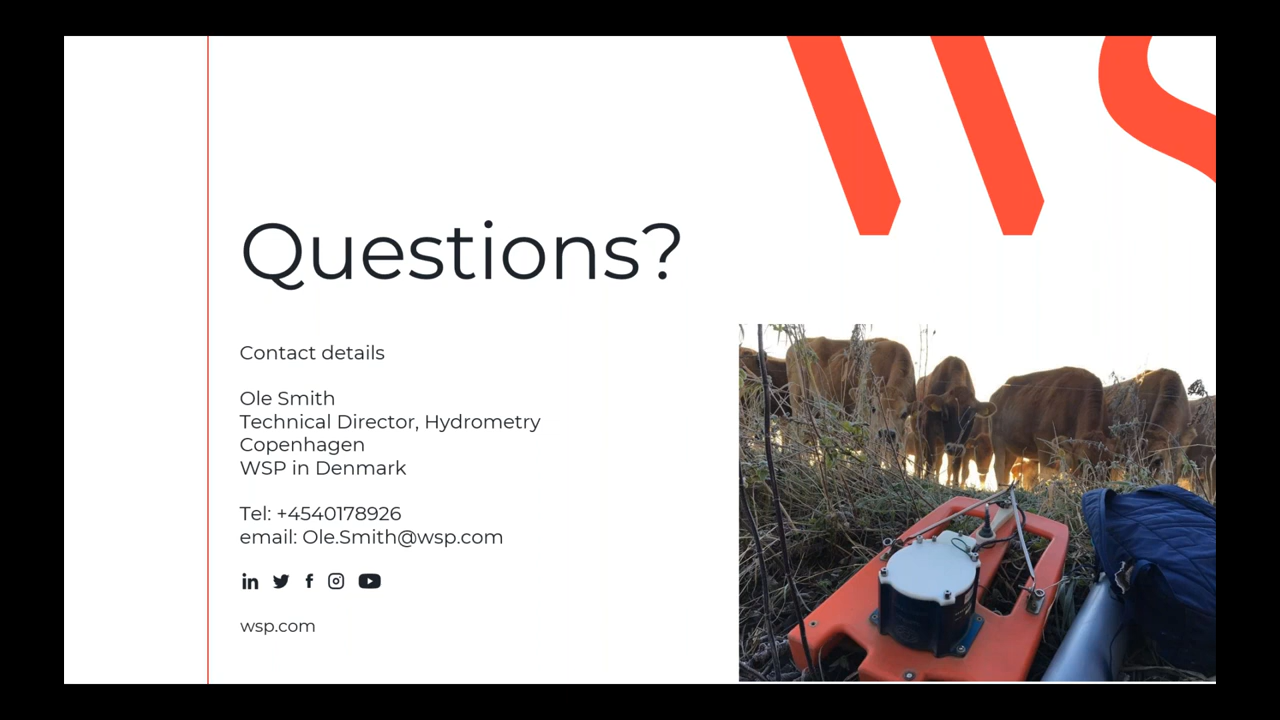 WS
Questions?
Contact details
Ole Smith
Technical Director, Hydrometry
Copenhagen
WSP in Denmark
Tel: +4540178926
email: Ole.Smith@wsp.com
wsp.com